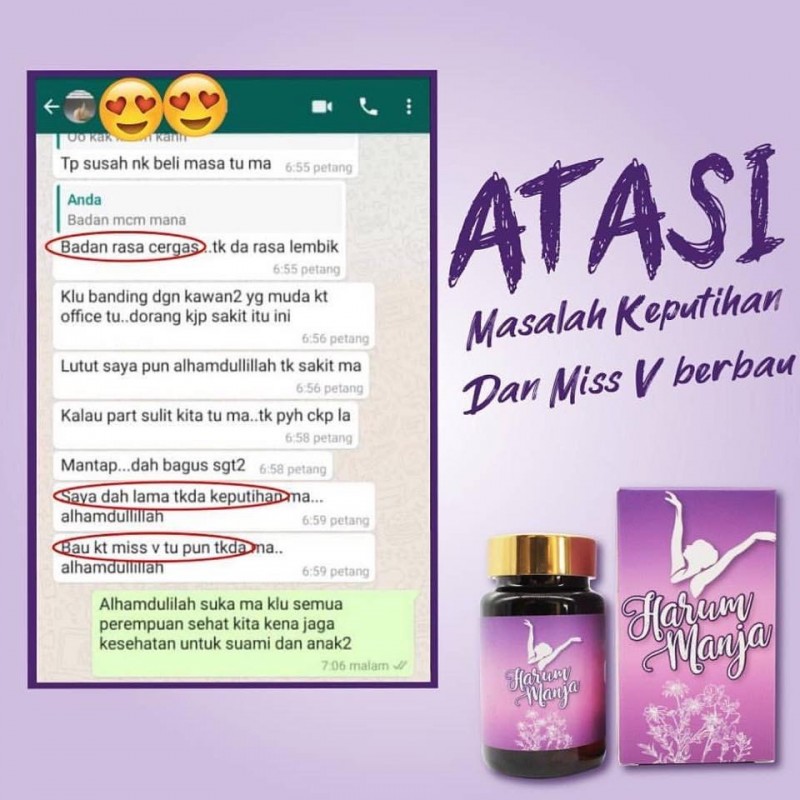 Tp susah nk beli masa tu ma 6:55 petang
Anda
Badan mcm mana
Badan rasa cergas...tk da rasa lembik
6:55 petang
Klu banding dgn kawan2 yg muda kt
office tu..dorang kjp sakit itu ini
6:56 petang
Lutut saya pun alhamdullillah tk sakit ma
6:56 petang
Kalau part sulit kita tu ma..tk pyh ckp la
6:58 petang
Mantap...dah bagus sgt2 6:58 petang
Saya dah lama tkda keputihan ma...
alhamdullillah 6:59 petang
Bau kt miss v tu pun tkda ma..
alhamdullillah 6:59 petang
Alhamdulilah suka ma klu semua
perempuan sehat kita kena jaga
kesehatan untuk suami dan anak2
7:06 malam
ATASI
Masalah Keputihan
Dan Miss V berbau
Harum
Manja
Harum
Manja